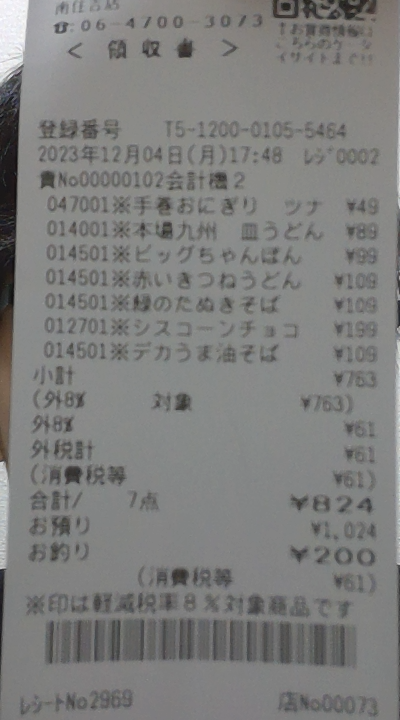 南住吉店
☎:06-4700-3073
< 領収書 >
↑お買得情報は
こちらのケータ
イサイトまで!!
登録番号 T5-1200-0105-5464
2023年12月04日(月)17:48 レジ0002
責No00000102会計機2
047001※手巻おにぎり ツナ ¥49
014001※本場九州 皿うどん ¥89
014501※ビッグちゃんぽん ¥99
014501※赤いきつねうどん ¥109
014501※緑のたぬきそば ¥109
012701※シスコーンチョコ ¥199
014501※デカうま油そば ¥109
小計 ¥763
(外8% 対象 ¥763)
外8% ¥61
外税計 ¥61
(消費税等 ¥61)
合計/ 7点 ¥824
お預り ¥1,024
お釣り ¥200
(消費税等 ¥61)
※印は軽減税率8%対象商品です
レシートNo2969 店No00073